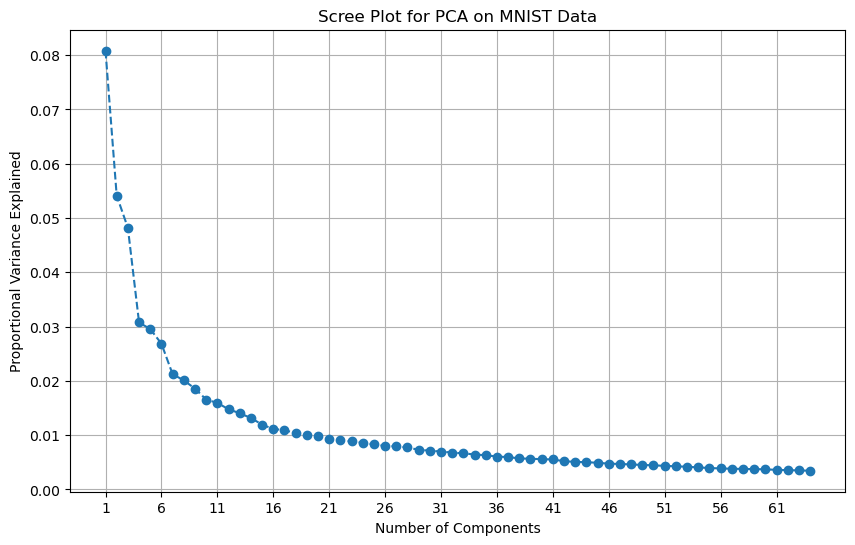 Scree Plot for PCA on MNIST Data
Proportional Variance Explained
0.08
0.07
0.06
0.05
0.04
0.03
0.02
0.01
0.00
1 6 11 16 21 26 31 36 41 46 51 56 61
Number of Components